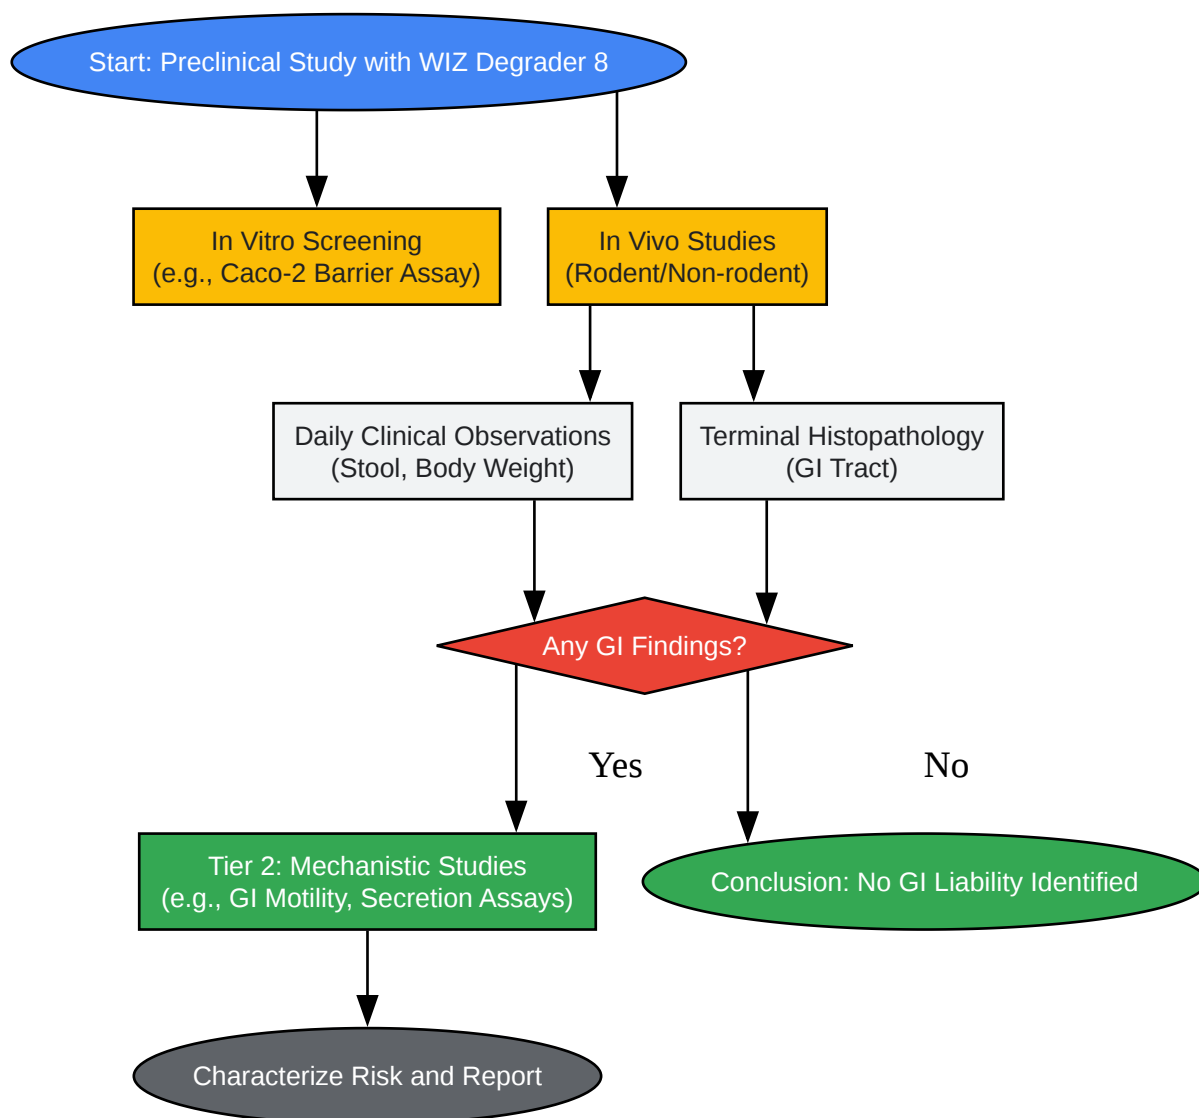 Start: Preclinical Study with WIZ Degrader 8
In Vitro Screening
(e.g., Caco-2 Barrier Assay)
In Vivo Studies
(Rodent/Non-rodent)
Daily Clinical Observations
(Stool, Body Weight)
Terminal Histopathology
(GI Tract)
Any GI Findings?
Yes
No
Tier 2: Mechanistic Studies
(e.g., GI Motility, Secretion Assays)
Conclusion: No GI Liability Identified
Characterize Risk and Report